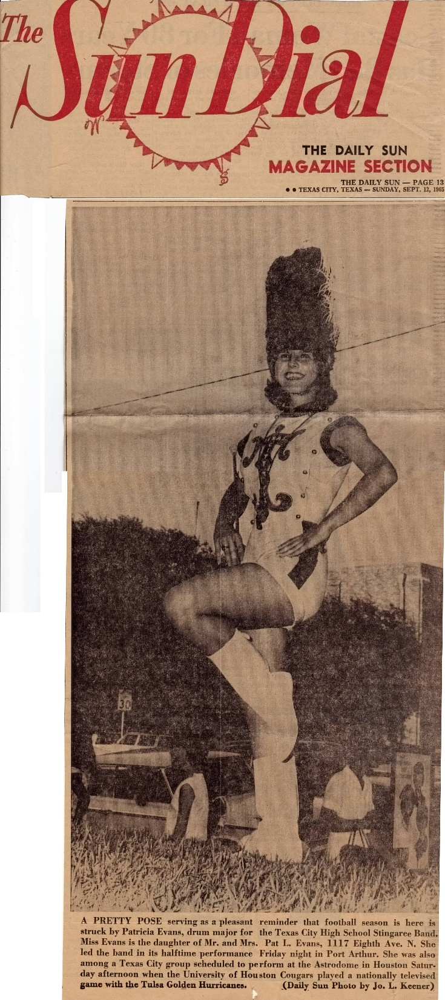 The
Sun Dial
W
S
THE DAILY SUN
MAGAZINE SECTION
THE DAILY SUN — PAGE 13
● ● TEXAS CITY, TEXAS — SUNDAY, SEPT. 12, 1965
30
A PRETTY POSE serving as a pleasant reminder that football season is here is
struck by Patricia Evans, drum major for the Texas City High School Stingaree Band.
Miss Evans is the daughter of Mr. and Mrs. Pat L. Evans, 1117 Eighth Ave. N. She
led the band in its halftime performance Friday night in Port Arthur. She was also
among a Texas City group scheduled to perform at the Astrodome in Houston Satur-
day afternoon when the University of Houston Cougars played a nationally televised
game with the Tulsa Golden Hurricanes. (Daily Sun Photo by Jo. L. Keener)